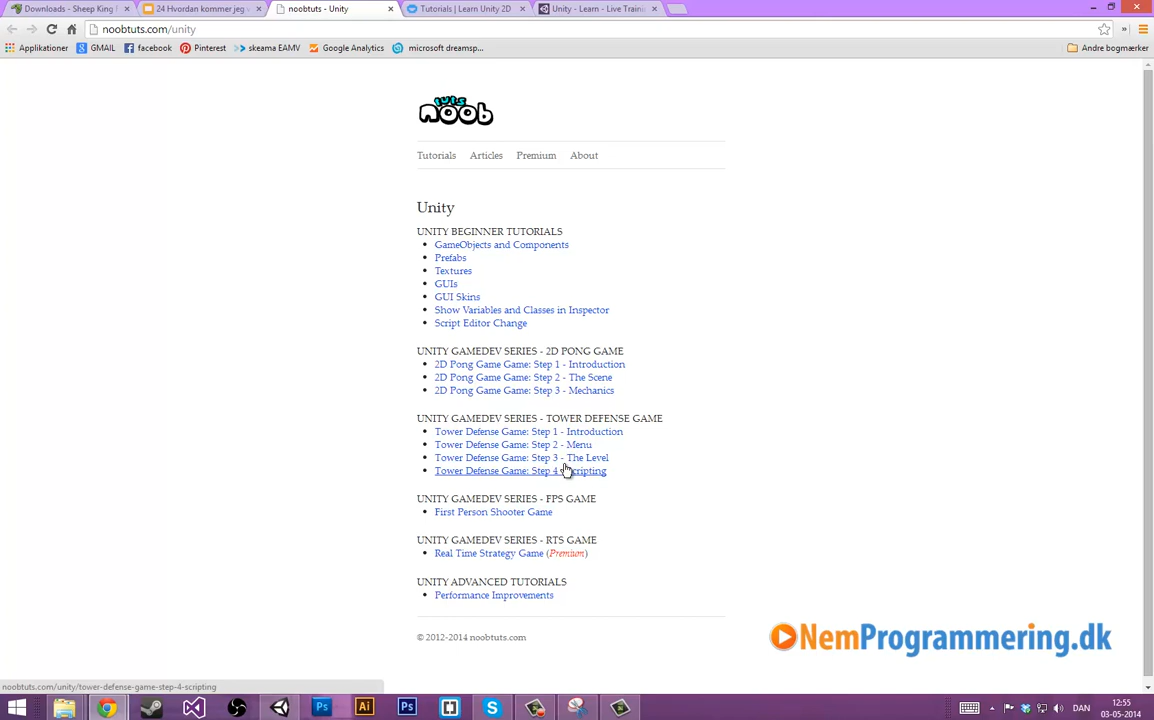 Downloads - Sheep King
24 Hvordan kommer jeg
noobtuts - Unity
Tutorials | Learn Unity 2D
Unity - Learn - Live Traini
noobtuts.com/unity
Applikationer
GMAIL
facebook
Pinterest
skeama EAMV
Google Analytics
microsoft dreamsp...
Andre bogmærker
tuts
noob
Tutorials
Articles
Premium
About
Unity
UNITY BEGINNER TUTORIALS
GameObjects and Components
Prefabs
Textures
GUIs
GUI Skins
Show Variables and Classes in Inspector
Script Editor Change
UNITY GAMEDEV SERIES - 2D PONG GAME
2D Pong Game Game: Step 1 - Introduction
2D Pong Game Game: Step 2 - The Scene
2D Pong Game Game: Step 3 - Mechanics
UNITY GAMEDEV SERIES - TOWER DEFENSE GAME
Tower Defense Game: Step 1 - Introduction
Tower Defense Game: Step 2 - Menu
Tower Defense Game: Step 3 - The Level
Tower Defense Game: Step 4 - Scripting
UNITY GAMEDEV SERIES - FPS GAME
First Person Shooter Game
UNITY GAMEDEV SERIES - RTS GAME
Real Time Strategy Game (Premium)
UNITY ADVANCED TUTORIALS
Performance Improvements
© 2012-2014 noobtuts.com
NemProgrammering.dk
noobtuts.com/unity/tower-defense-game-step-4-scripting
Ps
Ai
Ps
DAN
12:55
03-05-2014